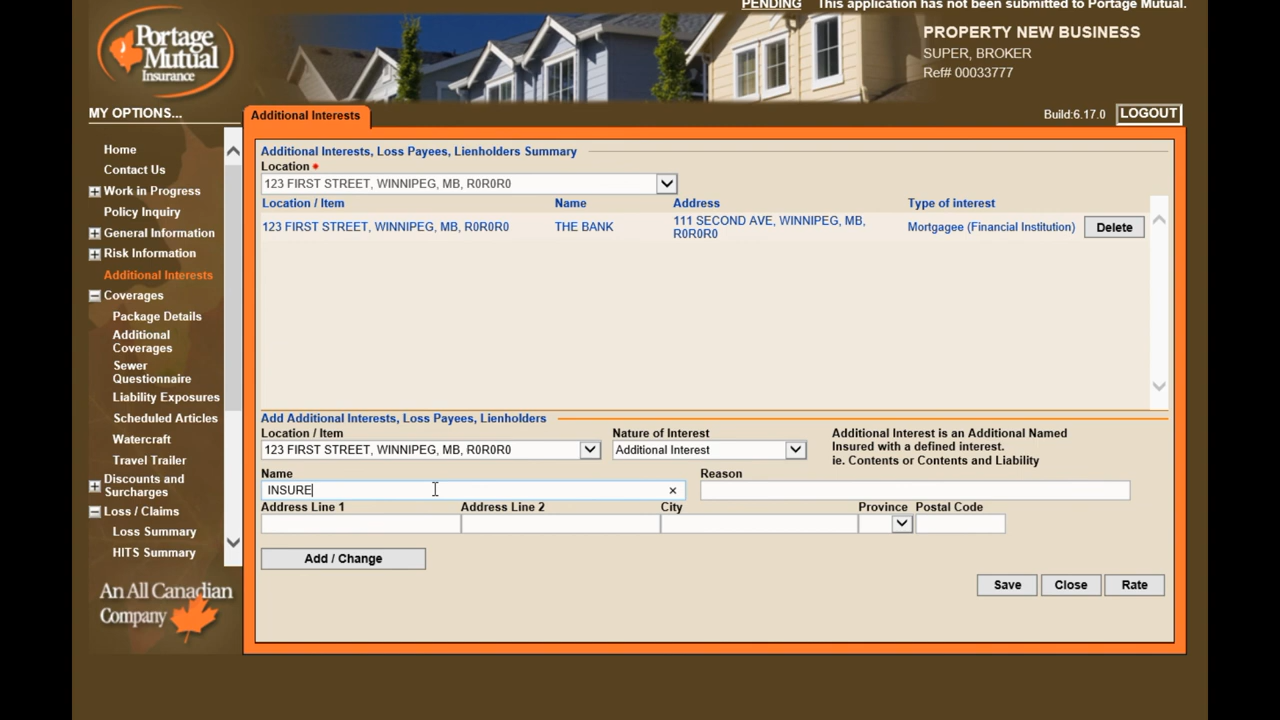 PENDING This application has not been submitted to Portage Mutual.
Portage
Mutual
Insurance
PROPERTY NEW BUSINESS
SUPER, BROKER
Ref# 00033777
MY OPTIONS...
Additional Interests
Build:6.17.0 LOGOUT
Home
Contact Us
Work in Progress
Policy Inquiry
General Information
Risk Information
Additional Interests
Coverages
Package Details
Additional
Coverages
Sewer
Questionnaire
Liability Exposures
Scheduled Articles
Watercraft
Travel Trailer
Discounts and
Surcharges
Loss / Claims
Loss Summary
HITS Summary
An All Canadian
Company
Additional Interests, Loss Payees, Lienholders Summary
Location
123 FIRST STREET, WINNIPEG, MB, R0R0R0
Location / Item Name Address Type of interest
123 FIRST STREET, WINNIPEG, MB, R0R0R0 THE BANK 111 SECOND AVE, WINNIPEG, MB, Mortgagee (Financial Institution) Delete
R0R0R0
Add Additional Interests, Loss Payees, Lienholders
Location / Item Nature of Interest
123 FIRST STREET, WINNIPEG, MB, R0R0R0 Additional Interest
Additional Interest is an Additional Named
Insured with a defined interest.
ie. Contents or Contents and Liability
Name Reason
INSURE
Address Line 1 Address Line 2 City Province Postal Code
Add / Change
Save Close Rate